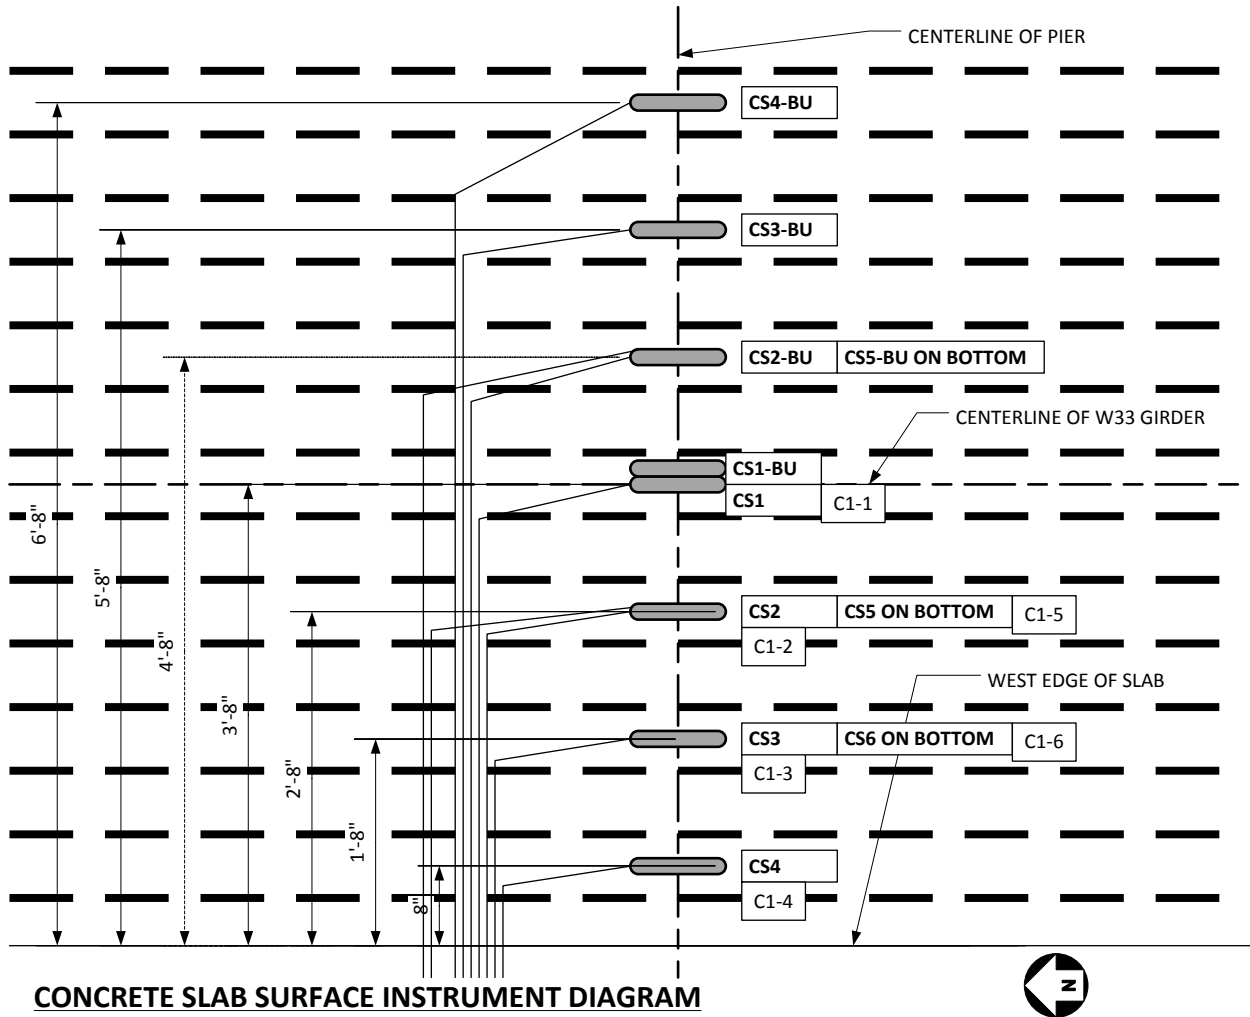 CENTERLINE OF PIER
CS4-BU
CS3-BU
CS2-BU CS5-BU ON BOTTOM
CENTERLINE OF W33 GIRDER
CS1-BU
CS1 C1-1
6'-8"
5'-8"
4'-8"
3'-8"
2'-8"
1'-8"
8"
CS2 CS5 ON BOTTOM C1-5
C1-2
WEST EDGE OF SLAB
CS3 CS6 ON BOTTOM C1-6
C1-3
CS4
C1-4
CONCRETE SLAB SURFACE INSTRUMENT DIAGRAM
N